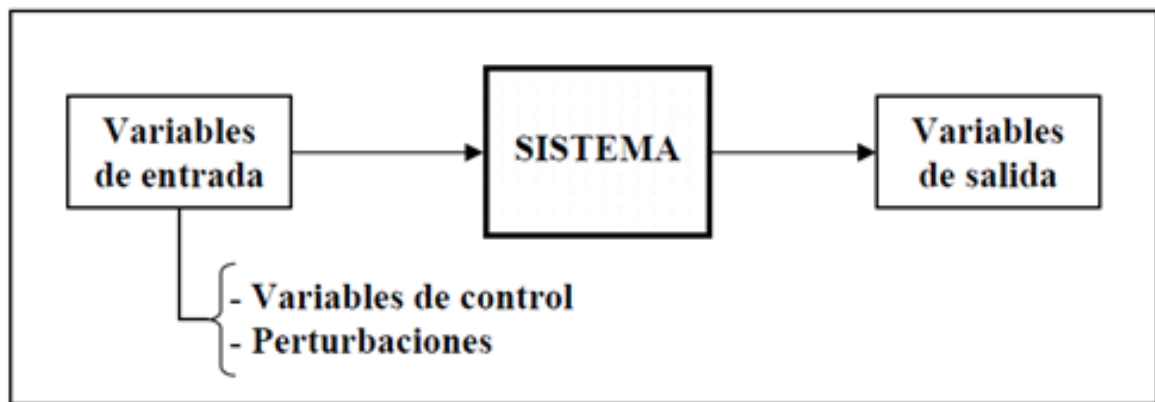 Variables
de entrada
SISTEMA
Variables
de salida
- Variables de control
- Perturbaciones